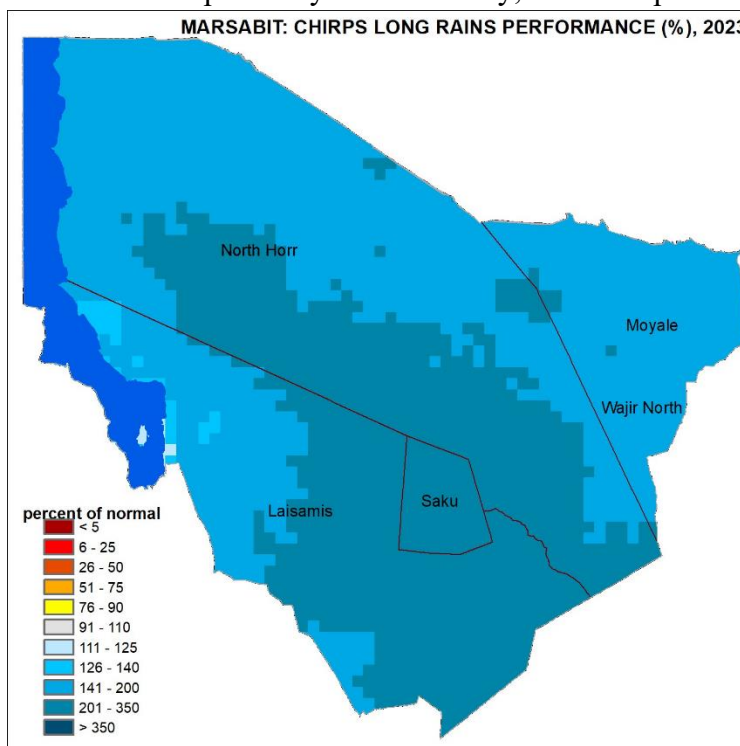 MARSABIT: CHIRPS LONG RAINS PERFORMANCE (%), 2023
North Horr
Moyale
Wajir North
Laisamis
Saku
percent of normal
< 5
6 - 25
26 - 50
51 - 75
76 - 90
91 - 110
111 - 125
126 - 140
141 - 200
201 - 350
> 350